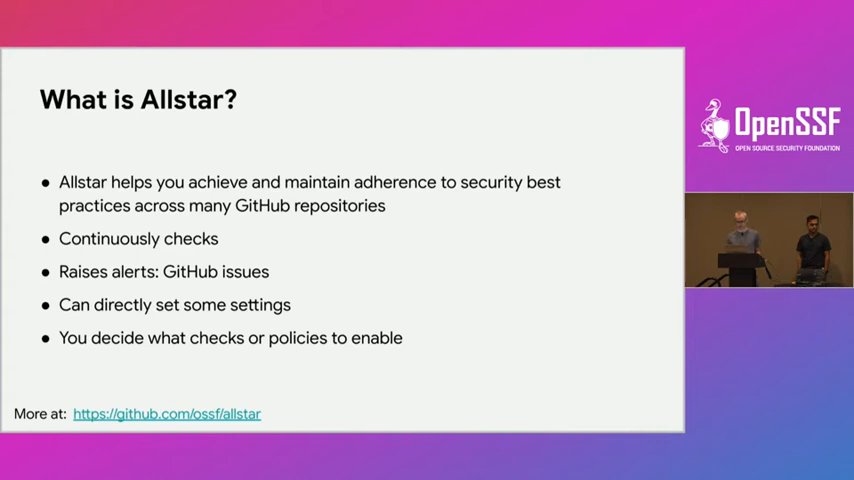 What is Allstar?
● Allstar helps you achieve and maintain adherence to security best
practices across many GitHub repositories
● Continuously checks
● Raises alerts: GitHub issues
● Can directly set some settings
● You decide what checks or policies to enable
More at: https://github.com/ossf/allstar
OpenSSF
OPEN SOURCE SECURITY FOUNDATION